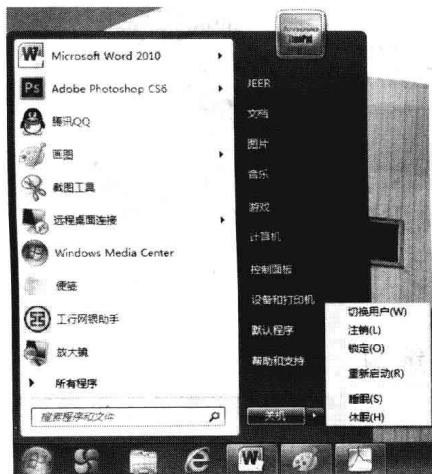 Microsoft Word 2010
Adobe Photoshop CS6
腾讯QQ
画图
截图工具
远程桌面连接
Windows Media Center
便笺
工行网银助手
放大镜
所有程序
搜索程序和文件
JEER
文档
图片
音乐
游戏
计算机
控制面板
设备和打印机
默认程序
帮助和支持
关机
切换用户(W)
注销(L)
锁定(O)
重新启动(R)
睡眠(S)
休眠(H)